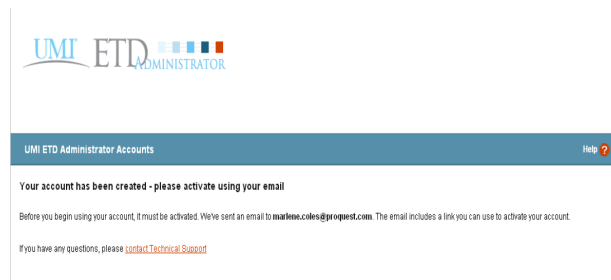 UMI ETD ADMINISTRATOR
UMI ETD Administrator Accounts Help ?
Your account has been created - please activate using your email
Before you begin using your account, it must be activated. We've sent an email to marlene.coles@proquest.com. The email includes a link you can use to activate your account.
If you have any questions, please contact Technical Support